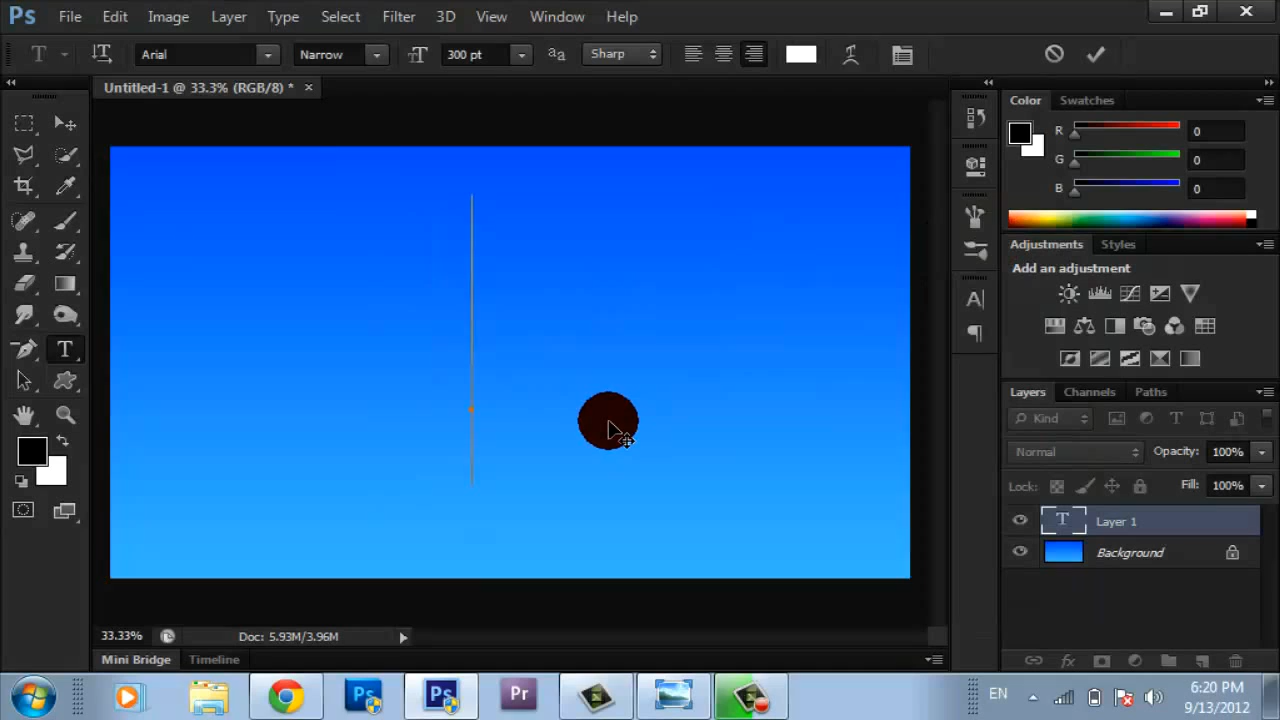 Ps File Edit Image Layer Type Select Filter 3D View Window Help
T Arial Narrow 300 pt aa Sharp
Untitled-1 @ 33.3% (RGB/8) * ×
Color Swatches
R 0
G 0
B 0
Adjustments Styles
Add an adjustment
Layers Channels Paths
Kind
Normal Opacity: 100%
Lock: Fill: 100%
T Layer 1
Background
33.33% Doc: 5.93M/3.96M
Mini Bridge Timeline
Ps Ps Pr EN 6:20 PM
9/13/2012